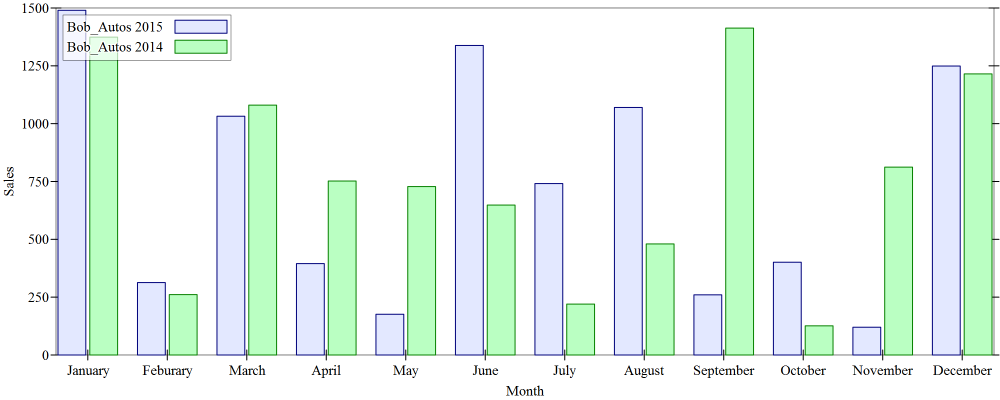 1500
Bob_Autos 2015
Bob_Autos 2014
1250
1000
750
Sales
500
250
0
January Feburary March April May June July August September October November December
Month